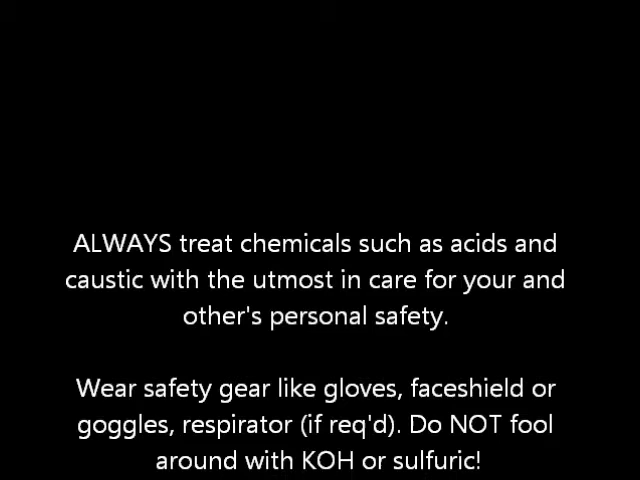 ALWAYS treat chemicals such as acids and
caustic with the utmost in care for your and
other's personal safety.
Wear safety gear like gloves, faceshield or
goggles, respirator (if req'd). Do NOT fool
around with KOH or sulfuric!